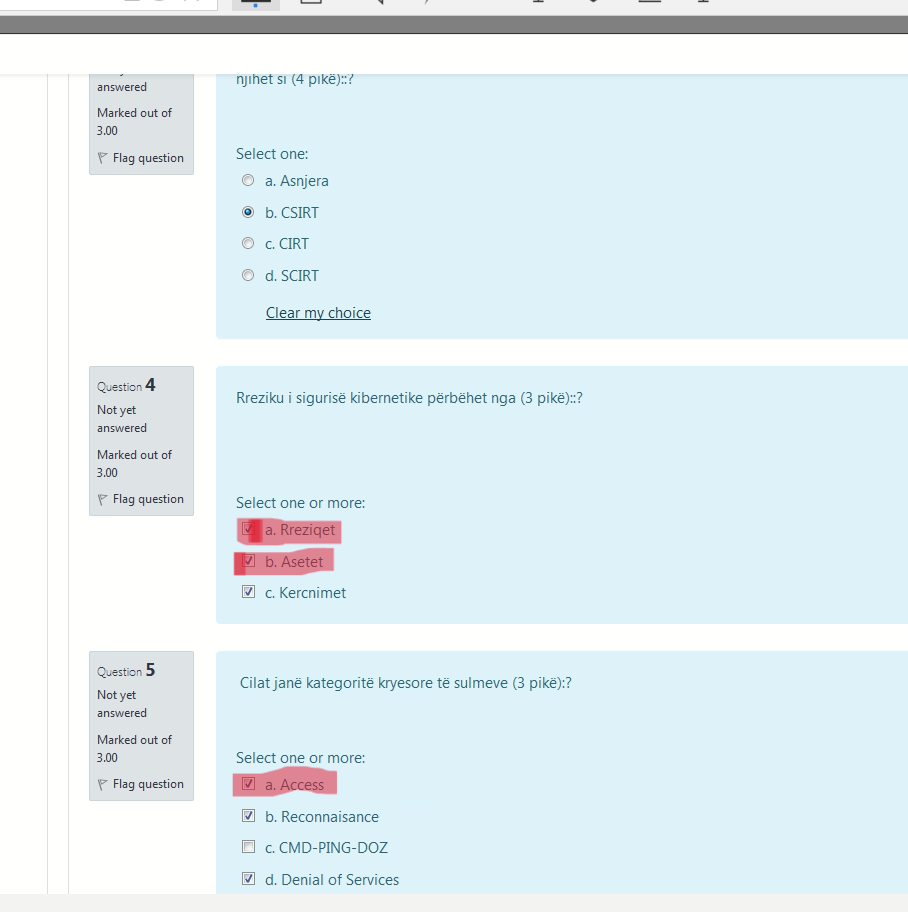 njihet si (4 pikë)::?
answered
Marked out of
3.00
Flag question
Select one:
a. Asnjera
b. CSIRT
c. CIRT
d. SCIRT
Clear my choice
Question 4
Not yet
answered
Marked out of
3.00
Flag question
Rreziku i sigurisë kibernetike përbëhet nga (3 pikë)::?
Select one or more:
a. Rreziqet
b. Asetet
c. Kercnimet
Question 5
Not yet
answered
Marked out of
3.00
Flag question
Cilat janë kategoritë kryesore të sulmeve (3 pikë):?
Select one or more:
a. Access
b. Reconnaisance
c. CMD-PING-DOZ
d. Denial of Services